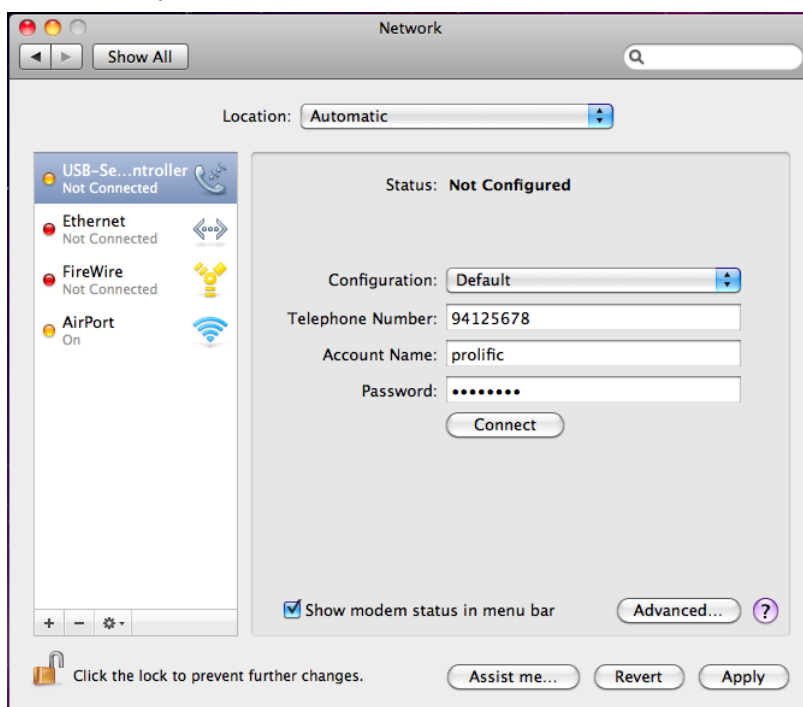 Network
Show All
Location: Automatic
USB-Se...ntroller
Not Connected
Ethernet
Not Connected
FireWire
Not Connected
AirPort
On
Status: Not Configured
Configuration: Default
Telephone Number: 94125678
Account Name: prolific
Password: ••••••••
Connect
Show modem status in menu bar
Advanced... ?
+ −
Click the lock to prevent further changes.
Assist me... Revert Apply